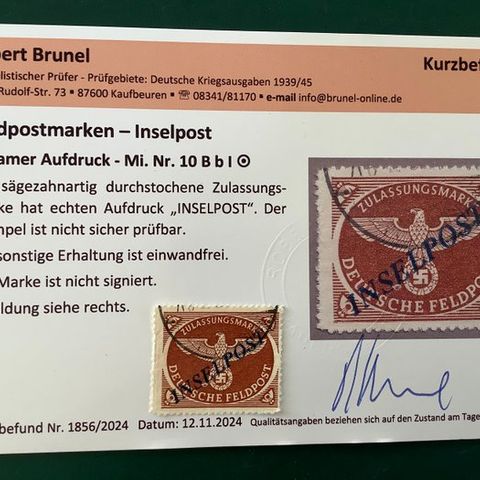 bert Brunel
Kurzbef
listischer Prüfer - Prüfgebiete: Deutsche Kriegsausgaben 1939/45
Rudolf-Str. 73 ▪ 87600 Kaufbeuren ▪ ☏ 08341/81170 ▪ e-mail info@brunel-online.de
dpostmarken – Inselpost
amer Aufdruck - Mi. Nr. 10 B b I ⊙
sägezahnartig durchstochene Zulassungs-
ke hat echten Aufdruck „INSELPOST". Der
mpel ist nicht sicher prüfbar.
sonstige Erhaltung ist einwandfrei.
Marke ist nicht signiert.
ldung siehe rechts.
ZULASSUNGSMARKE
INSELPOST
DEUTSCHE FELDPOST
ZULASSUNGSMARKE
INSELPOST
DEUTSCHE FELDPOST
befund Nr. 1856/2024 Datum: 12.11.2024 Qualitätsangaben beziehen sich auf den Zustand am Tage